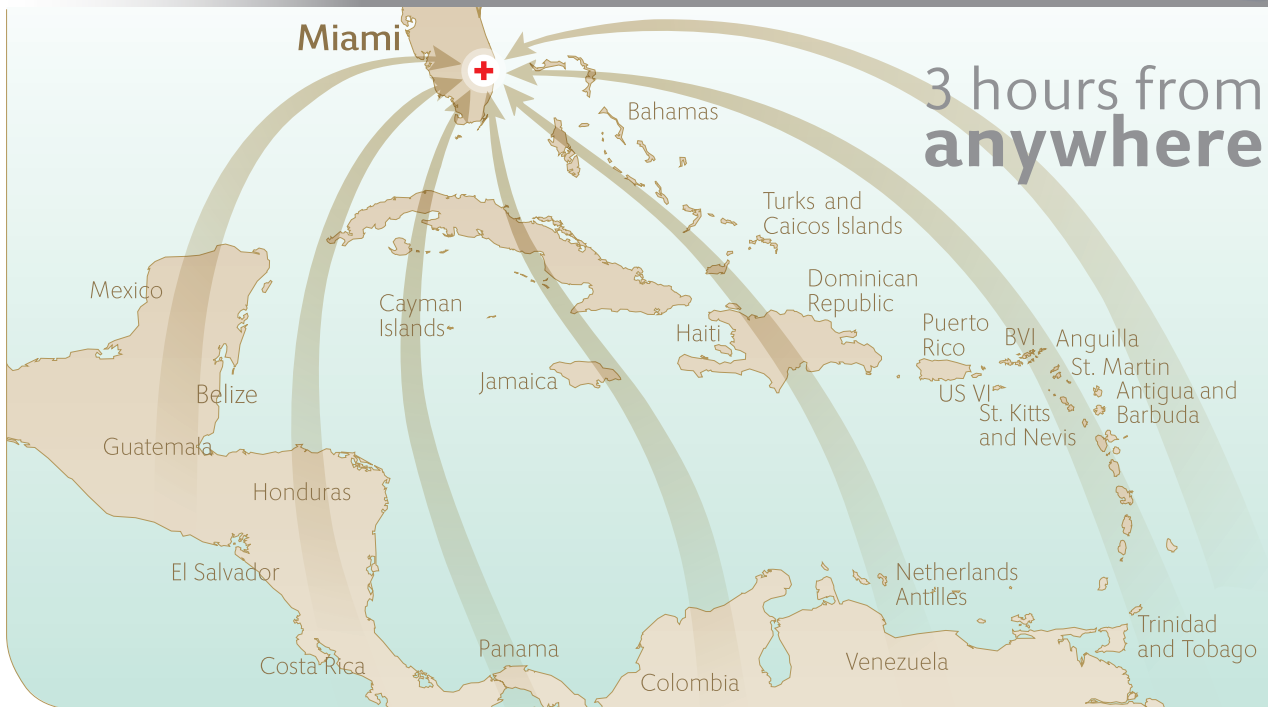 Miami
3 hours from
anywhere
Bahamas
Turks and
Caicos Islands
Mexico
Cayman
Islands
Dominican
Republic
Haiti
Puerto
Rico
BVI
Anguilla
St. Martin
Jamaica
US VI
Antigua and
Barbuda
St. Kitts
and Nevis
Belize
Guatemala
Honduras
El Salvador
Netherlands
Antilles
Trinidad
and Tobago
Costa Rica
Panama
Colombia
Venezuela